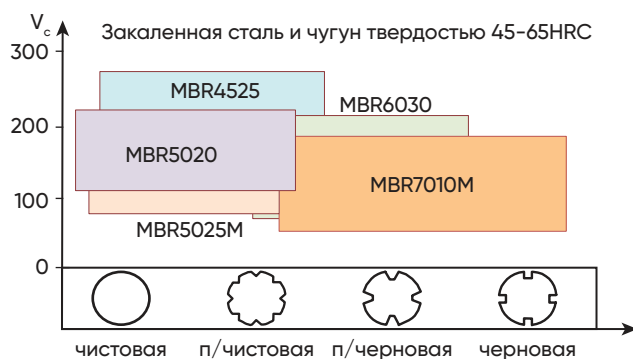 Vc
Закаленная сталь и чугун твердостью 45-65HRC
300
MBR4525
MBR6030
200
MBR5020
MBR7010M
100
MBR5025M
0
чистовая п/чистовая п/черновая черновая